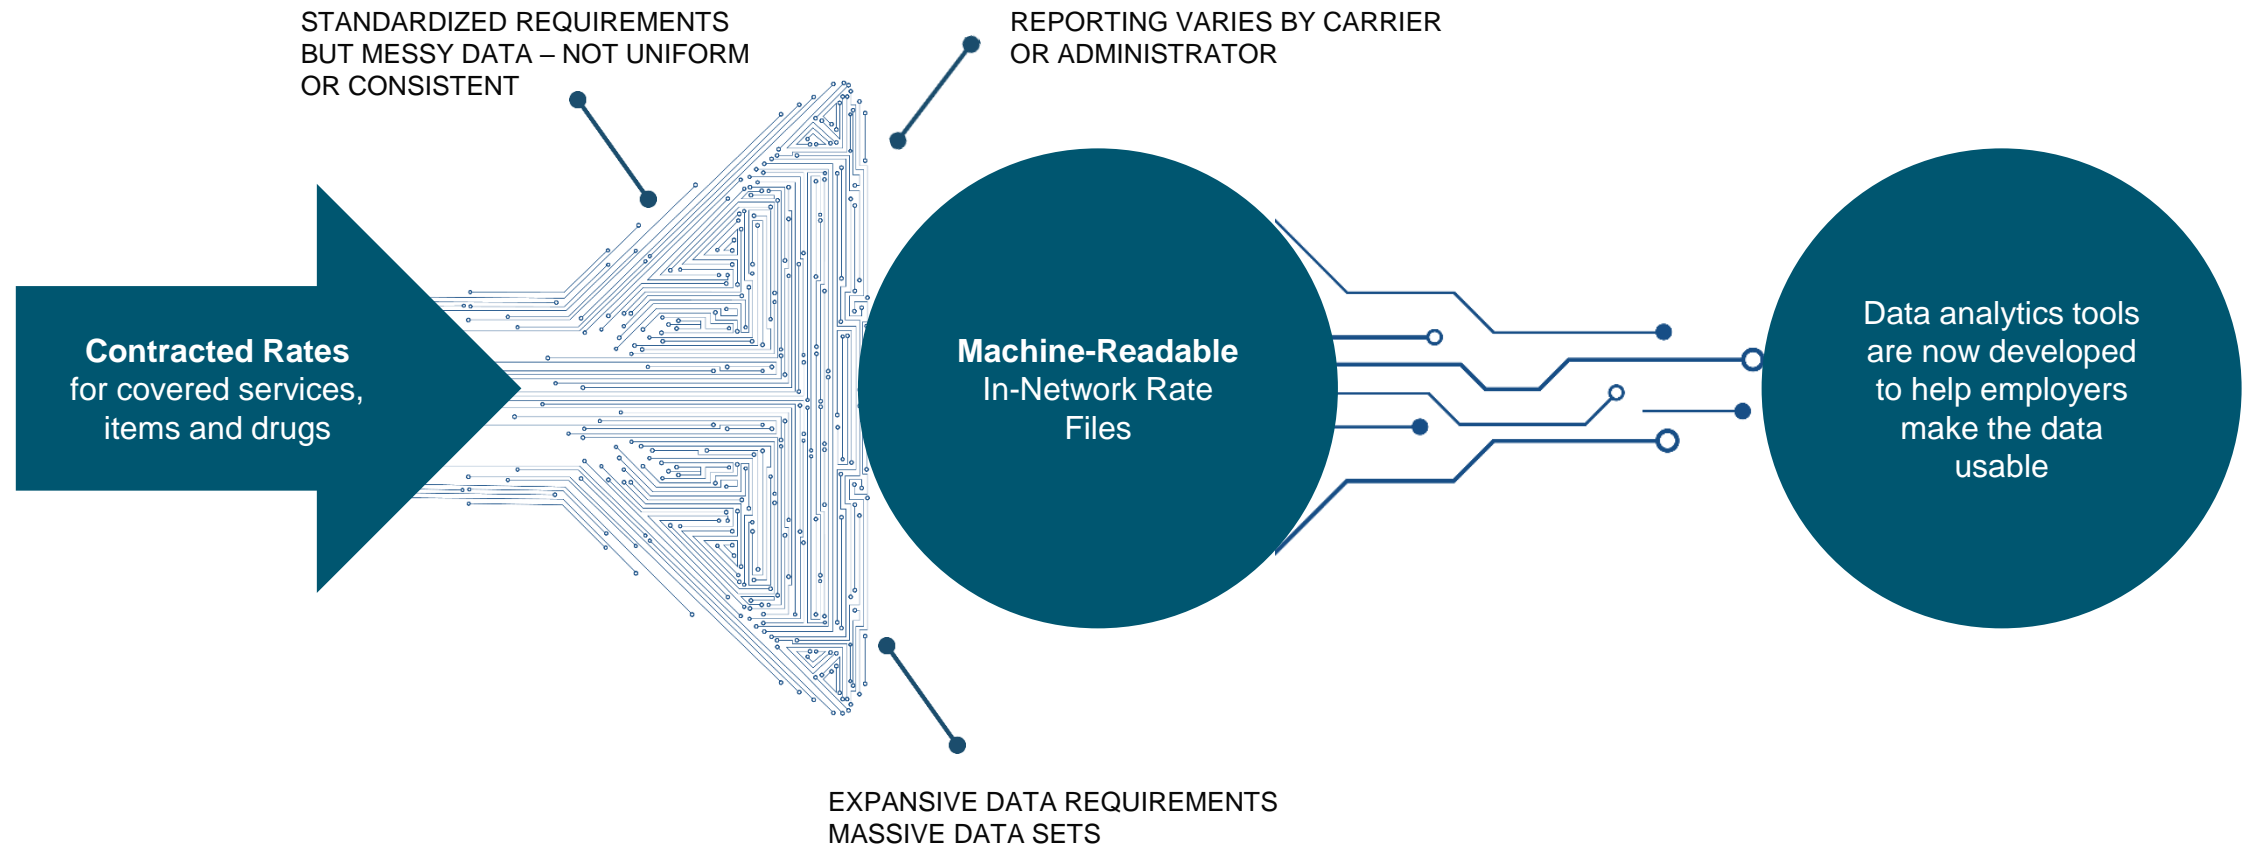 STANDARDIZED REQUIREMENTS
BUT MESSY DATA – NOT UNIFORM
OR CONSISTENT
REPORTING VARIES BY CARRIER
OR ADMINISTRATOR
Contracted Rates
for covered services,
items and drugs
Machine-Readable
In-Network Rate
Files
Data analytics tools
are now developed
to help employers
make the data
usable
EXPANSIVE DATA REQUIREMENTS
MASSIVE DATA SETS